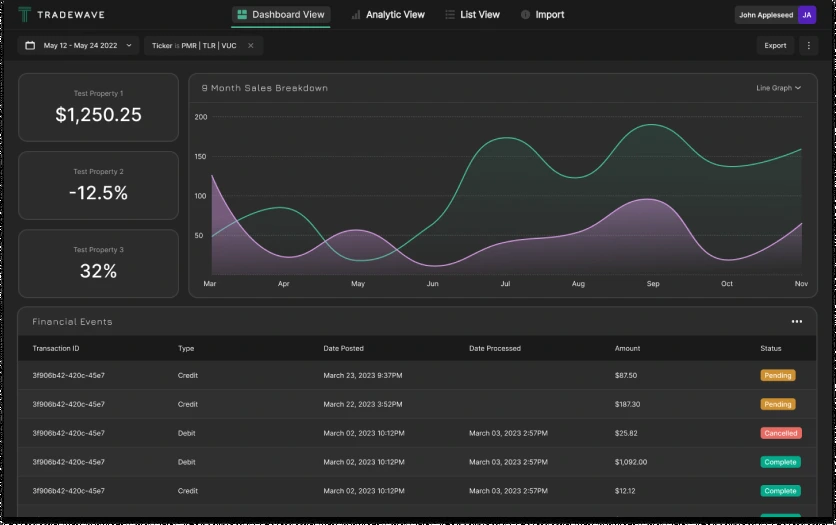 TRADEWAVE
Dashboard View
Analytic View
List View
Import
John Appleseed JA
May 12 - May 24 2022
Ticker is PMR | TLR | VUC
Export
Test Property 1
$1,250.25
Test Property 2
-12.5%
Test Property 3
32%
9 Month Sales Breakdown
Line Graph
200
150
100
50
Mar Apr May Jun Jul Aug Sep Oct Nov
Financial Events
Transaction ID Type Date Posted Date Processed Amount Status
3f906b42-420c-45e7 Credit March 23, 2023 9:37PM $87.50 Pending
3f906b42-420c-45e7 Credit March 22, 2023 3:52PM $187.30 Pending
3f906b42-420c-45e7 Debit March 02, 2023 10:12PM March 03, 2023 2:57PM $25.82 Cancelled
3f906b42-420c-45e7 Debit March 02, 2023 10:12PM March 03, 2023 2:57PM $1,092.00 Complete
3f906b42-420c-45e7 Credit March 02, 2023 10:12PM March 03, 2023 2:57PM $12.12 Complete